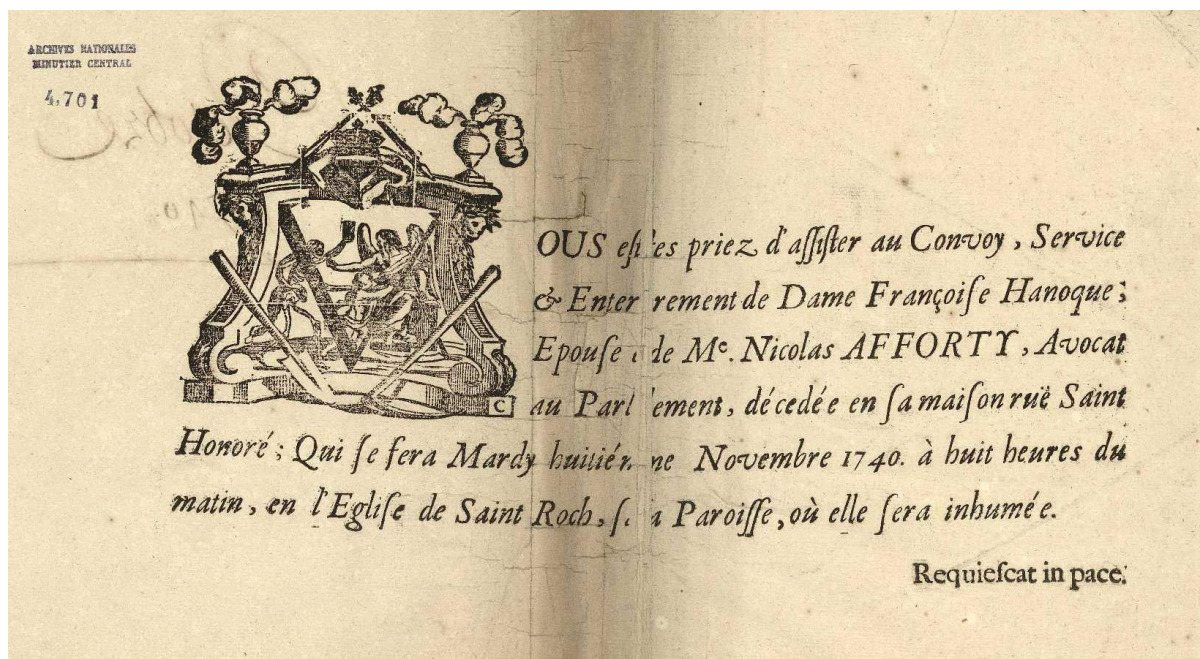 ARCHIVES NATIONALES
MINUTIER CENTRAL
4,701
VOUS eſtes priez d'aſſiſter au Convoy, Service
& Enterrement de Dame Françoiſe Hanoque;
Epouſe de Me. Nicolas AFFORTY, Avocat
au Parlement, décedée en ſa maiſon ruë Saint
Honoré; Qui ſe fera Mardy huitiéme Novembre 1740. à huit heures du
matin, en l'Egliſe de Saint Roch, ſa Paroiſſe, où elle ſera inhumée.
C
Requieſcat in pace.